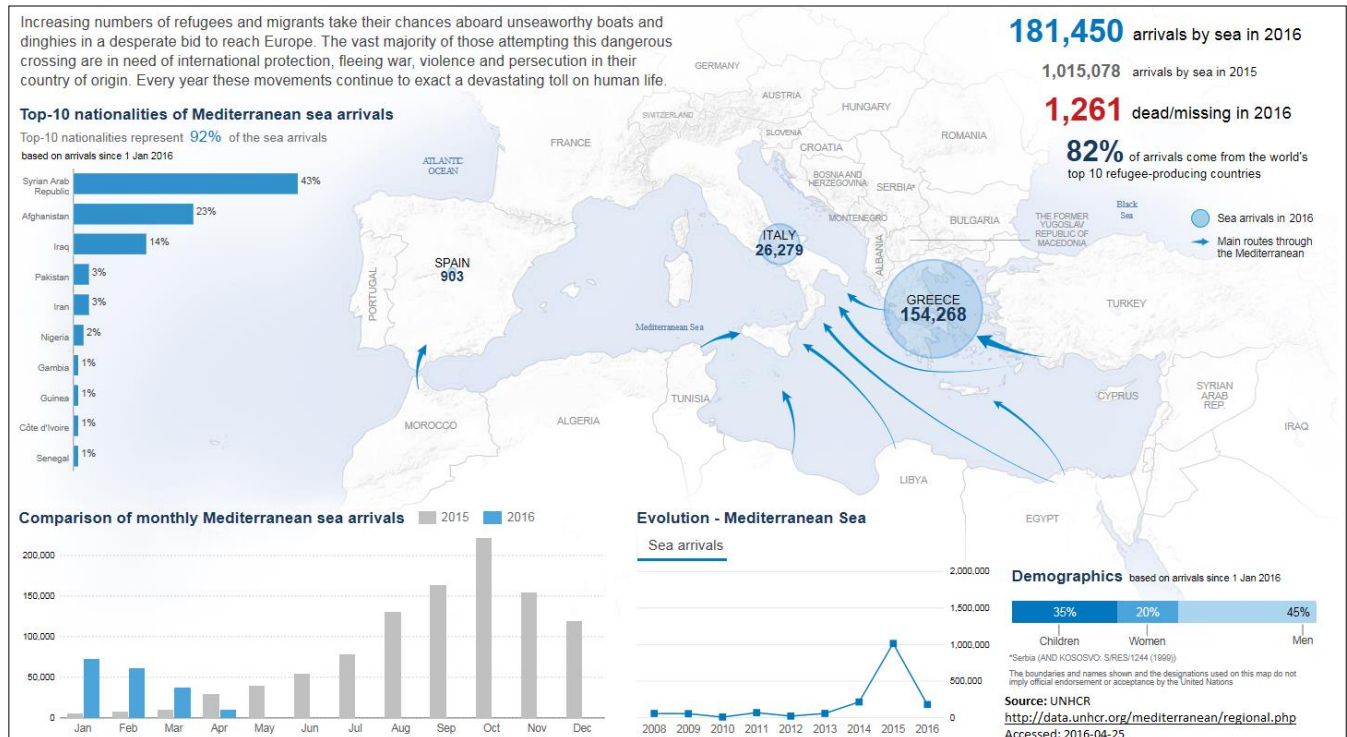 Increasing numbers of refugees and migrants take their chances aboard unseaworthy boats and
dinghies in a desperate bid to reach Europe. The vast majority of those attempting this dangerous
crossing are in need of international protection, fleeing war, violence and persecution in their
country of origin. Every year these movements continue to exact a devastating toll on human life.
181,450 arrivals by sea in 2016
1,015,078 arrivals by sea in 2015
1,261 dead/missing in 2016
82% of arrivals come from the world's
top 10 refugee-producing countries
Sea arrivals in 2016
Main routes through
the Mediterranean
Top-10 nationalities of Mediterranean sea arrivals
Top-10 nationalities represent 92% of the sea arrivals
based on arrivals since 1 Jan 2016
Syrian Arab
Republic
43%
Afghanistan
23%
Iraq
14%
Pakistan
3%
Iran
3%
Nigeria
2%
Gambia
1%
Guinea
1%
Côte d'Ivoire
1%
Senegal
1%
GERMANY
AUSTRIA
HUNGARY
SWITZERLAND
SLOVENIA
ROMANIA
FRANCE
CROATIA
ATLANTIC
OCEAN
BOSNIA AND
HERZEGOVINA
SERBIA*
Black
Sea
MONTENEGRO
BULGARIA
THE FORMER
YUGOSLAV
REPUBLIC OF
MACEDONIA
ITALY
26,279
ALBANIA
SPAIN
903
PORTUGAL
GREECE
154,268
TURKEY
Mediterranean Sea
CYPRUS
SYRIAN
ARAB
REP.
TUNISIA
MOROCCO
ALGERIA
IRAQ
LIBYA
EGYPT
Comparison of monthly Mediterranean sea arrivals 2015 2016
200,000
150,000
100,000
50,000
0
Jan Feb Mar Apr May Jun Jul Aug Sep Oct Nov Dec
Evolution - Mediterranean Sea
Sea arrivals
2,000,000
1,500,000
1,000,000
500,000
0
2008 2009 2010 2011 2012 2013 2014 2015 2016
Demographics based on arrivals since 1 Jan 2016
35% 20% 45%
Children Women Men
*Serbia (AND KOSOSVO: S/RES/1244 (1999))
The boundaries and names shown and the designations used on this map do not
imply official endorsement or acceptance by the United Nations
Source: UNHCR
http://data.unhcr.org/mediterranean/regional.php
Accessed: 2016-04-25